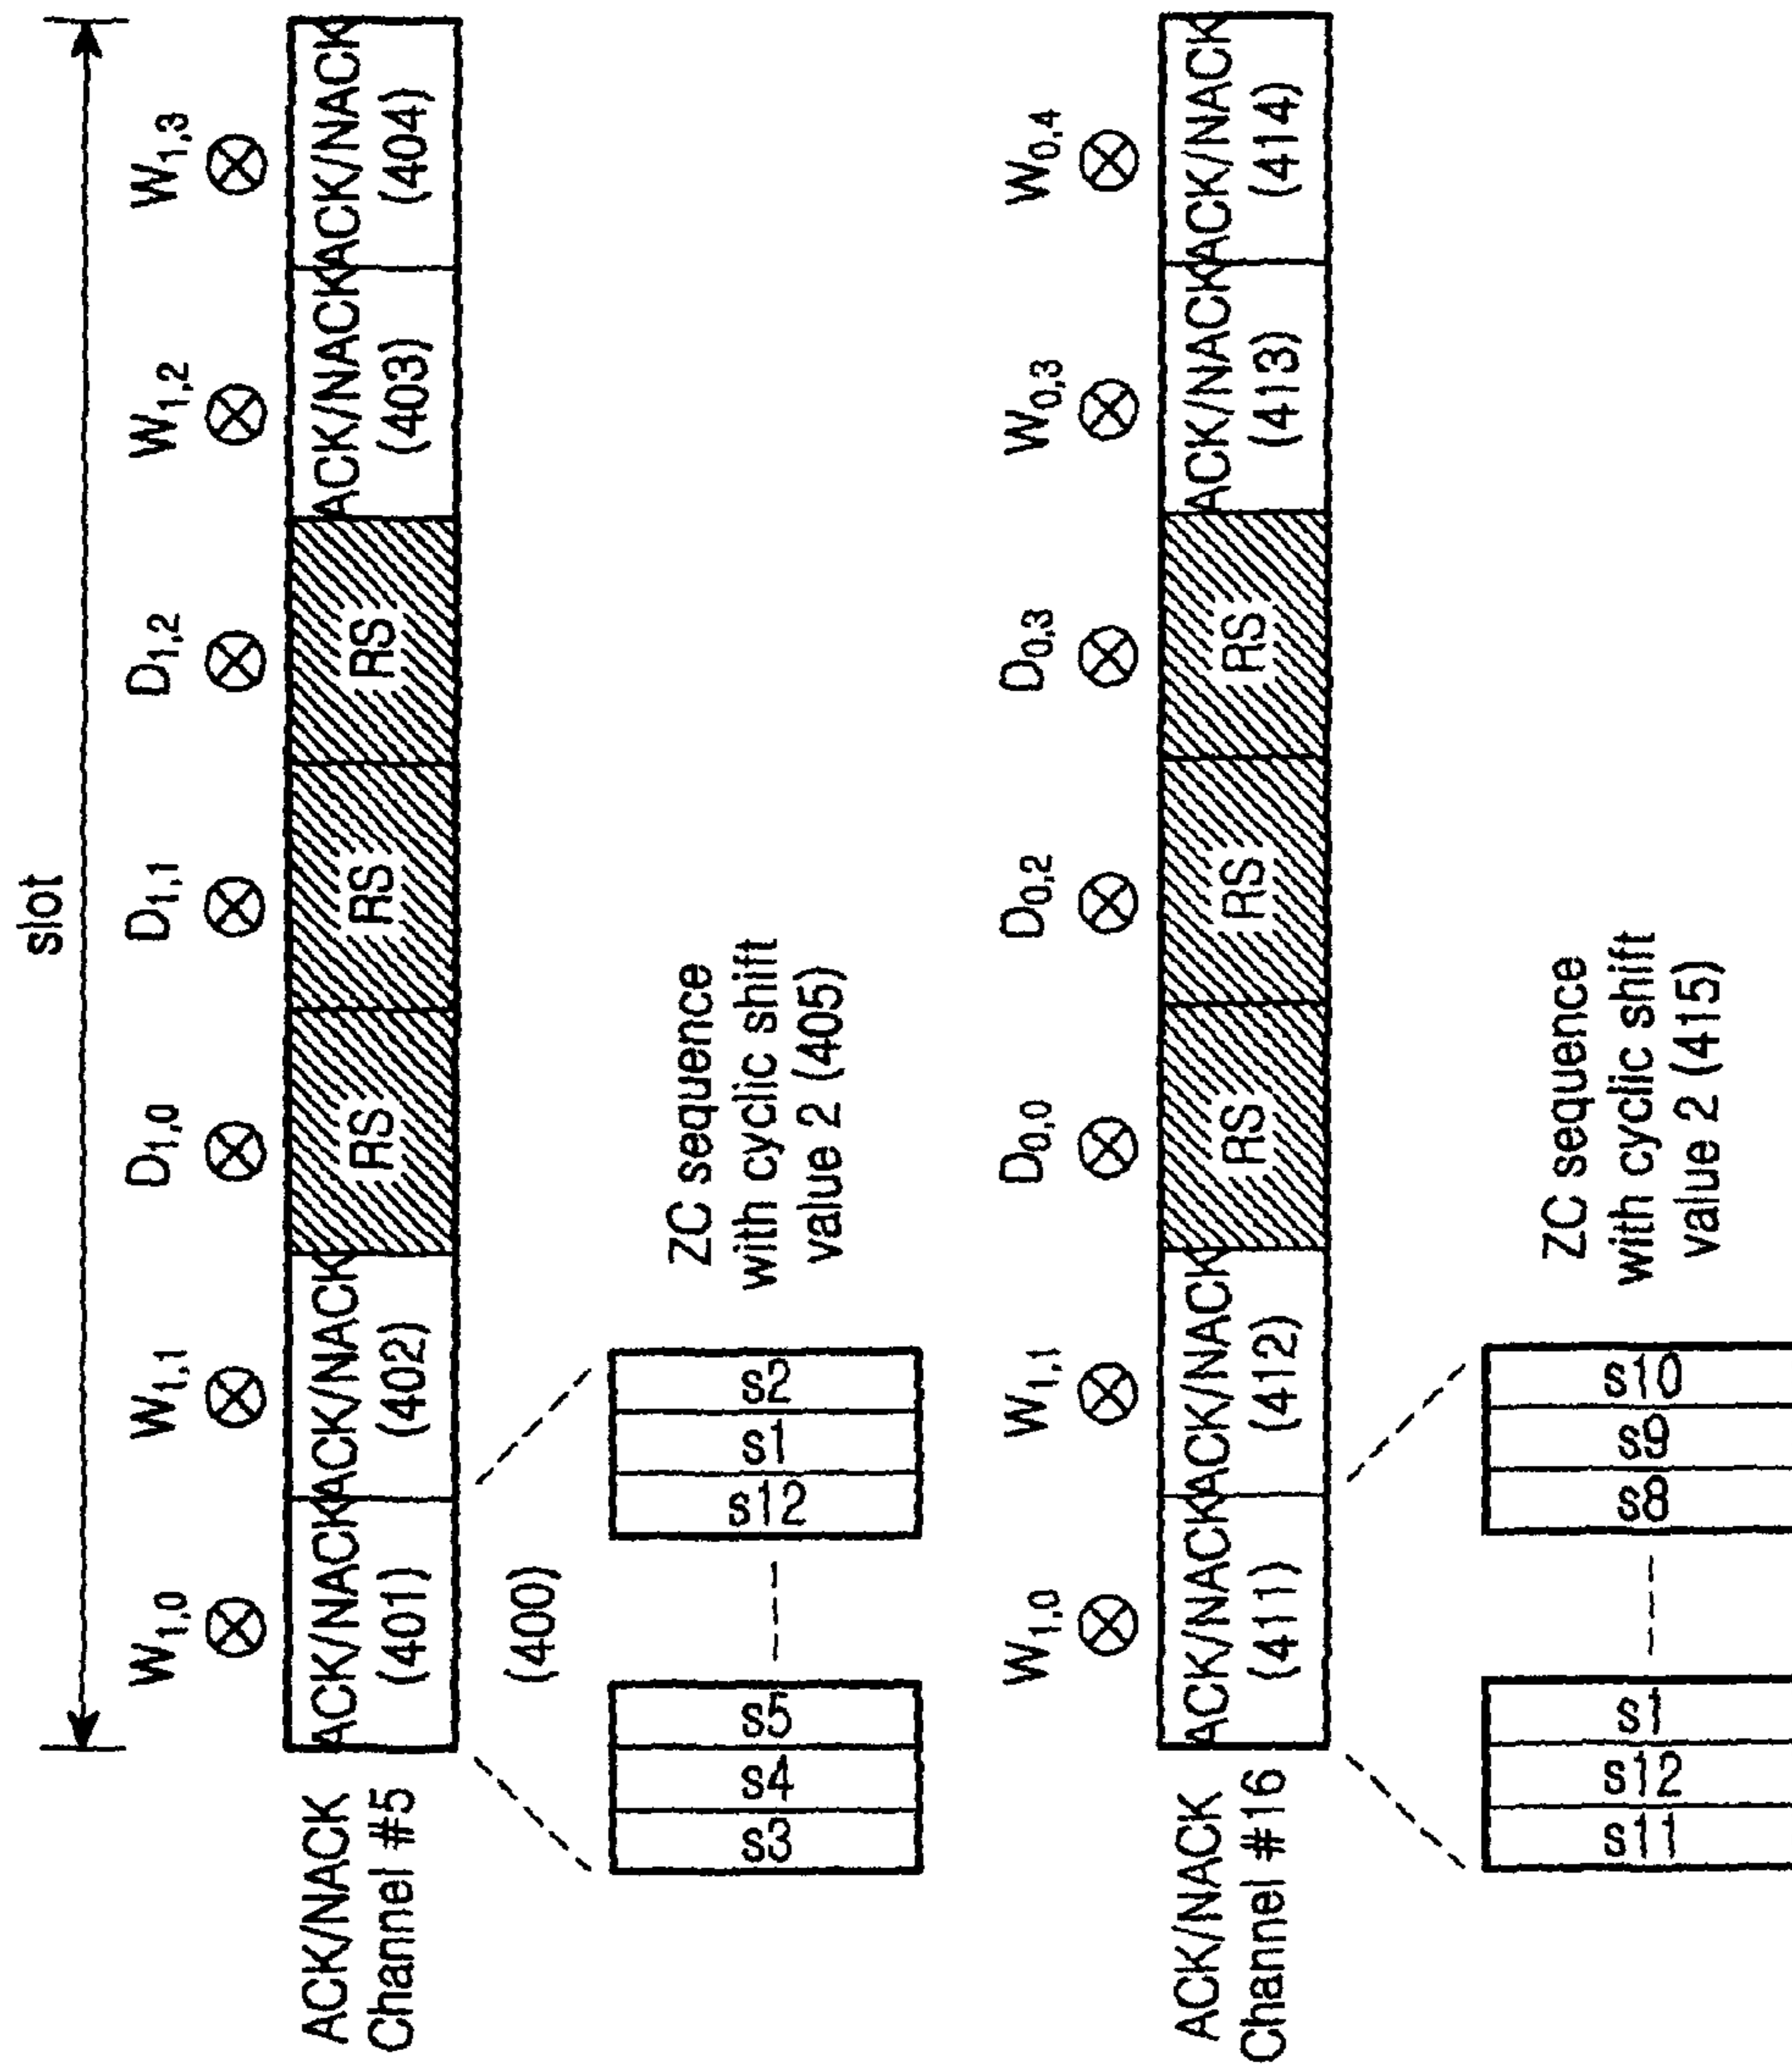 slot
W1,0 W1,1 D1,0 D1,1 D1,2 W1,2 W1,3
ACK/NACK
Channel #5
ACK/NACK ACK/NACK RS RS RS ACK/NACK ACK/NACK
(401) (402) (403) (404)
(400)
s3 s4 s5 s12 s1 s2
ZC sequence
with cyclic shift
value 2 (405)
W1,0 W1,1 D0,0 D0,2 D0,3 W0,3 W0,4
ACK/NACK
Channel #16
ACK/NACK ACK/NACK RS RS RS ACK/NACK ACK/NACK
(411) (412) (413) (414)
s11 s12 s1 s8 s9 s10
ZC sequence
with cyclic shift
value 2 (415)